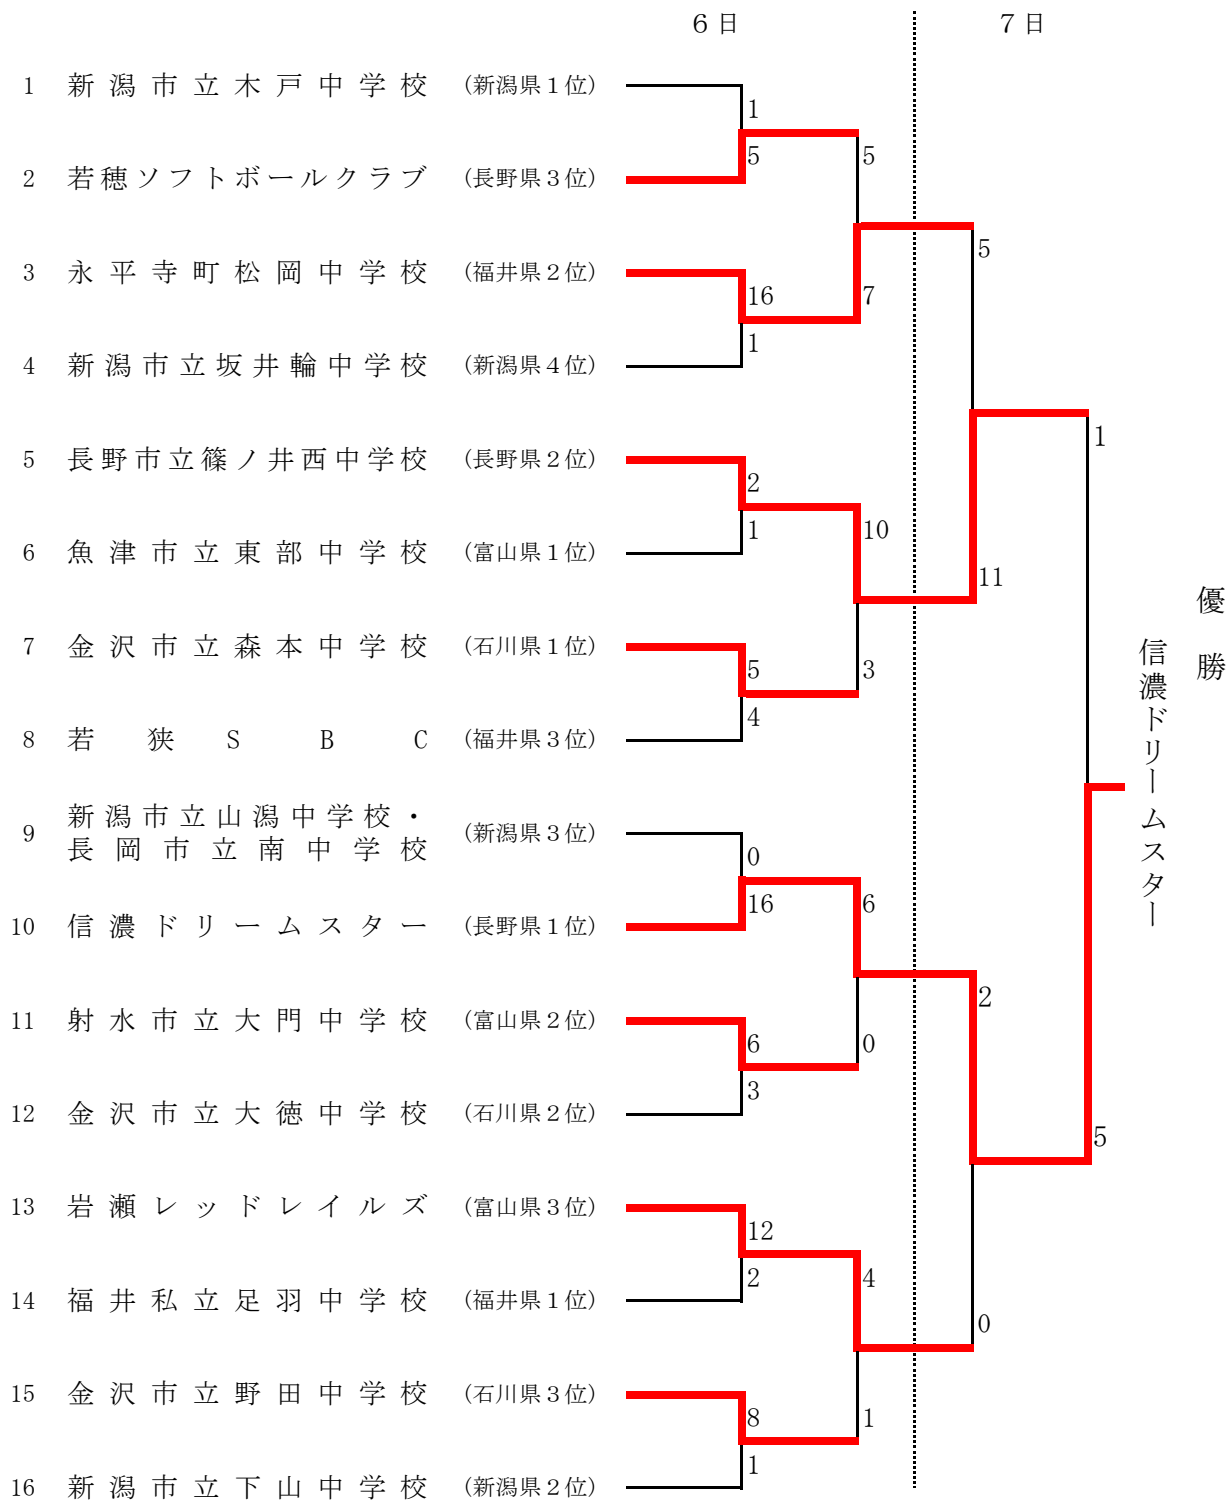 6日 7日
1 新潟市立木戸中学校 (新潟県1位)
1
5
5
2 若穂ソフトボールクラブ (長野県3位)
5
3 永平寺町松岡中学校 (福井県2位)
16
7
1
4 新潟市立坂井輪中学校 (新潟県4位)
1
5 長野市立篠ノ井西中学校 (長野県2位)
2
10
1
6 魚津市立東部中学校 (富山県1位)
11
優勝
7 金沢市立森本中学校 (石川県1位)
信濃ドリームスター
5
3
4
8 若狭SBC (福井県3位)
9 新潟市立山潟中学校・
長岡市立南中学校 (新潟県3位)
0
16
6
10 信濃ドリームスター (長野県1位)
2
11 射水市立大門中学校 (富山県2位)
6
0
3
12 金沢市立大徳中学校 (石川県2位)
5
13 岩瀬レッドレイルズ (富山県3位)
12
2
4
14 福井私立足羽中学校 (福井県1位)
0
15 金沢市立野田中学校 (石川県3位)
8
1
1
16 新潟市立下山中学校 (新潟県2位)